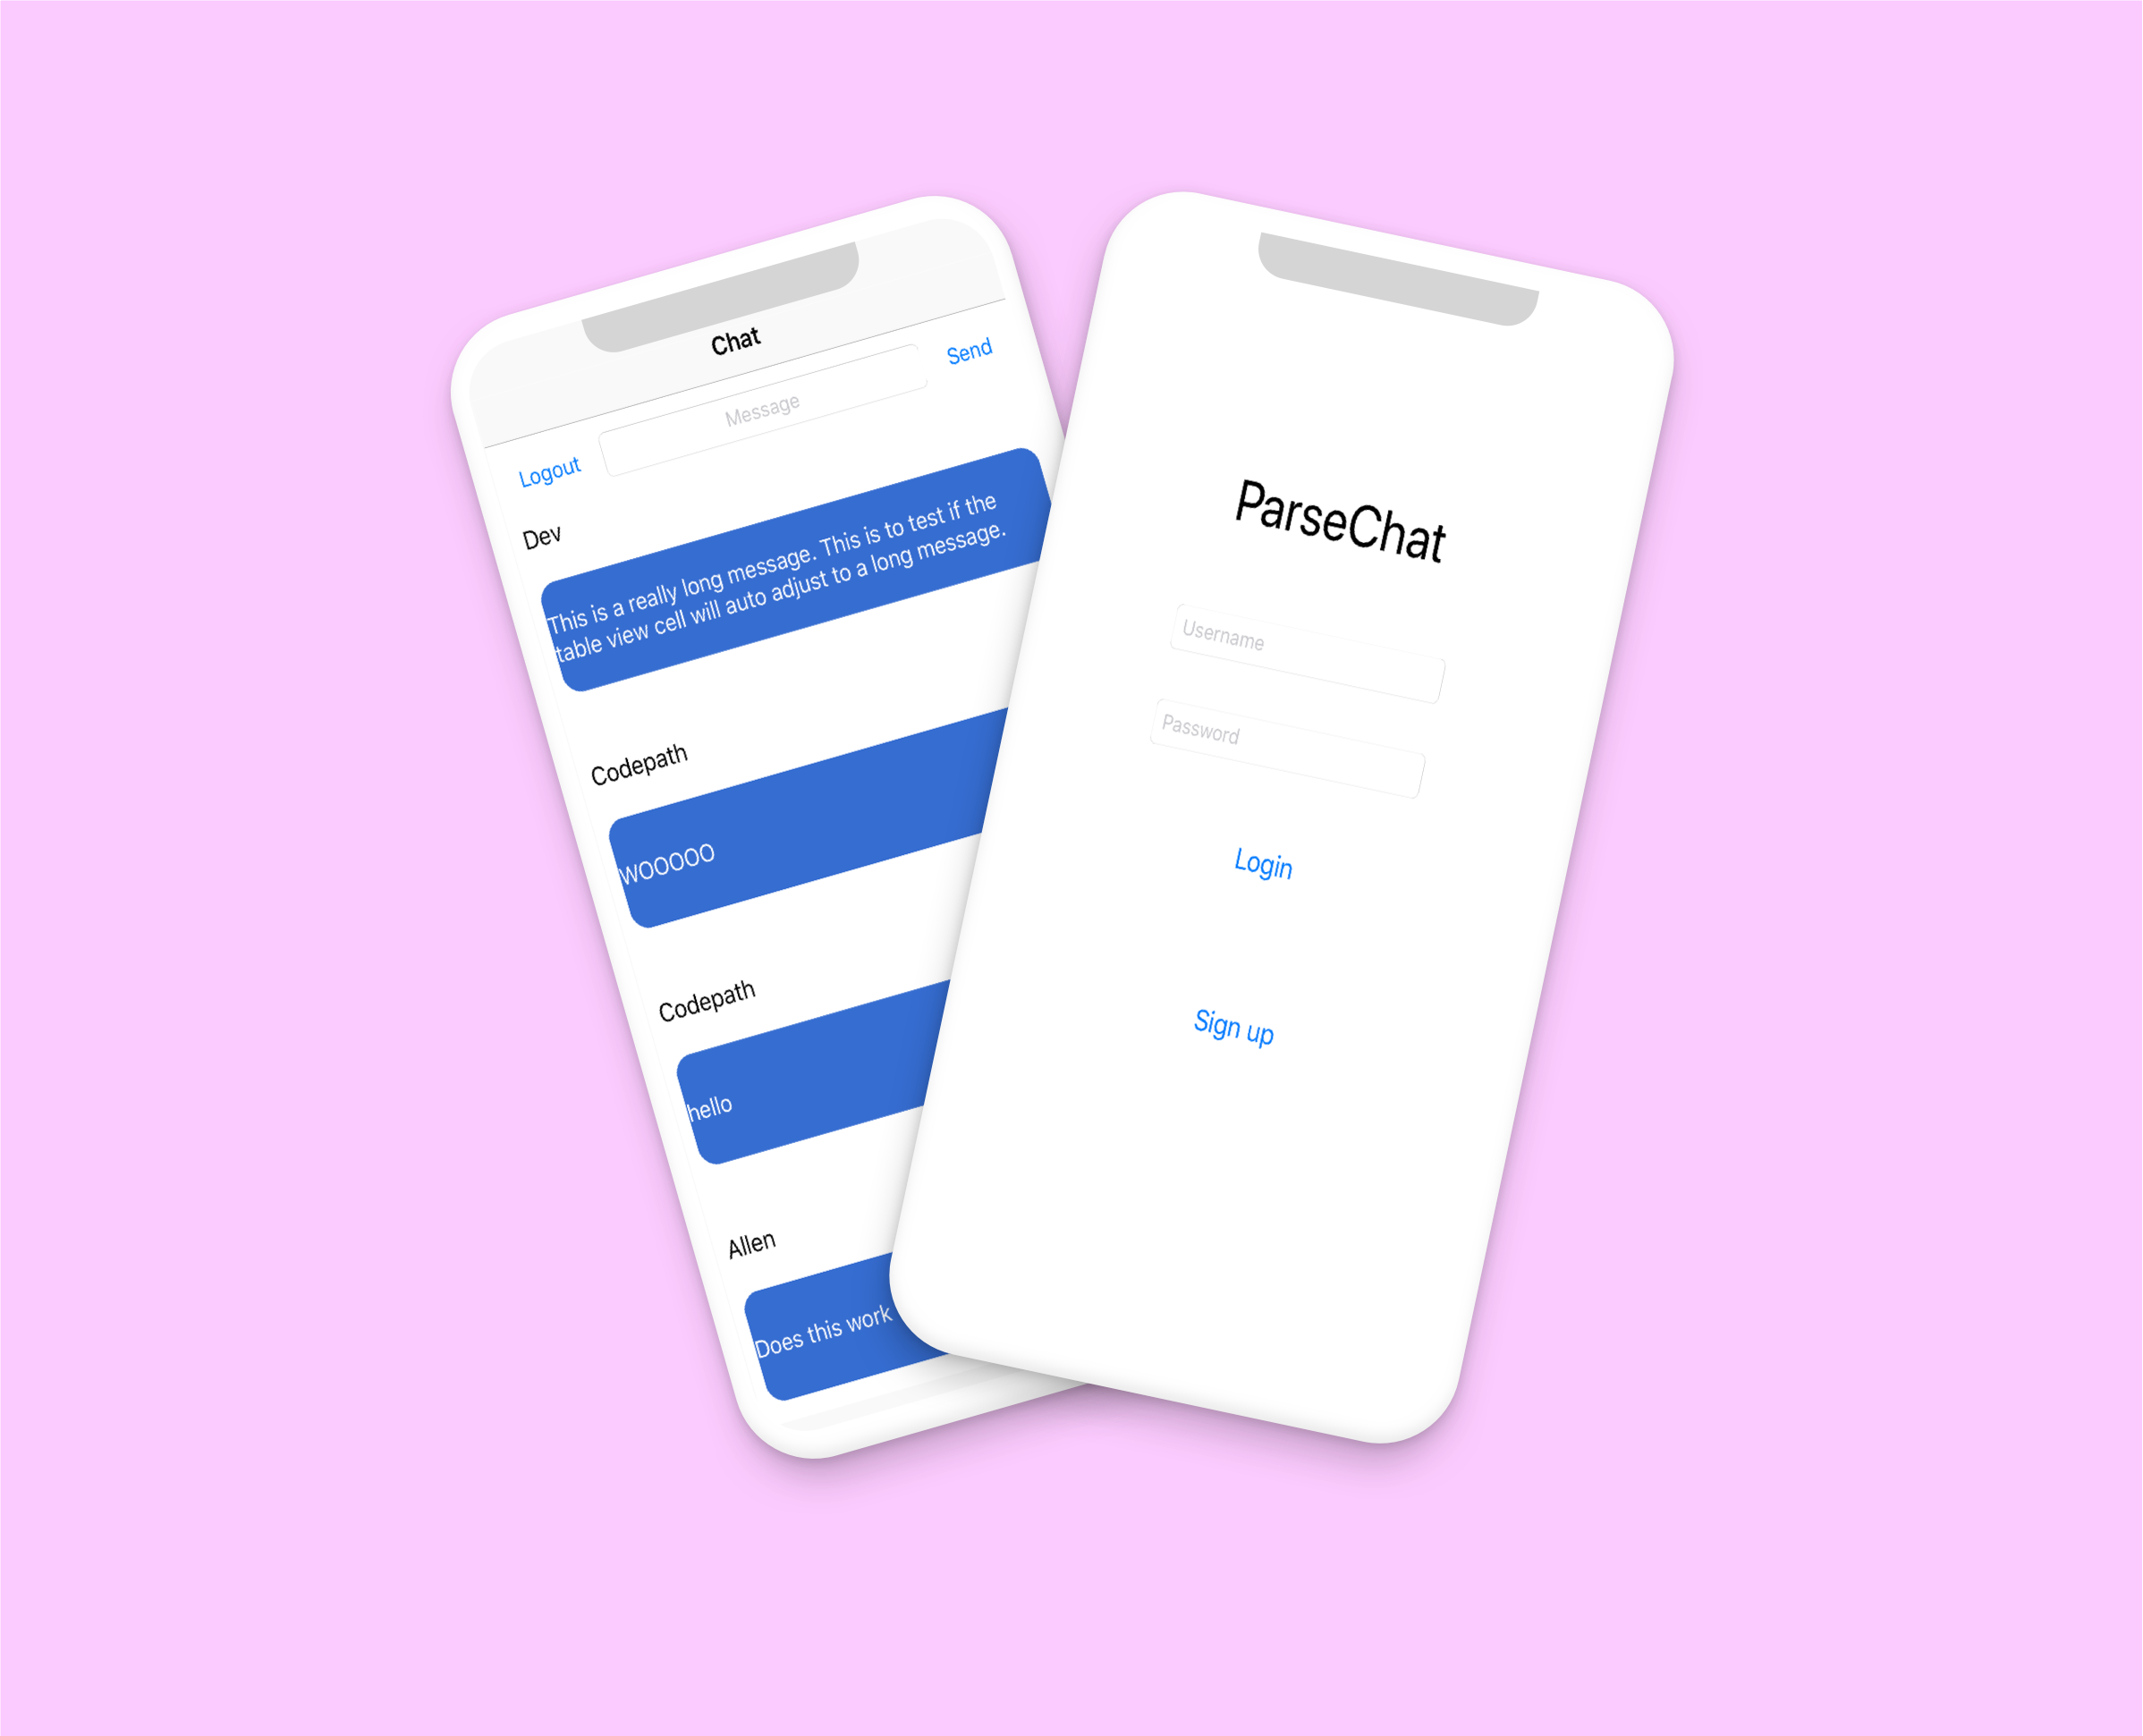 Chat
Logout
Message
Send
Dev
This is a really long message. This is to test if the
table view cell will auto adjust to a long message.
Codepath
WOOOOO
Codepath
hello
Allen
Does this work
ParseChat
Username
Password
Login
Sign up